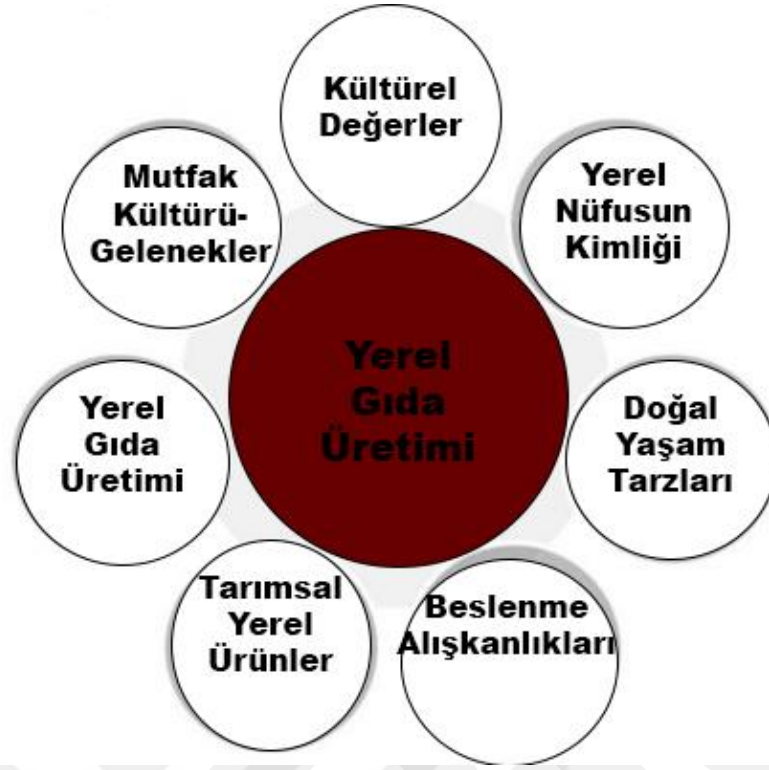 Kültürel
Değerler
Yerel
Nüfusun
Kimliği
Doğal
Yaşam
Tarzları
Beslenme
Alışkanlıkları
Tarımsal
Yerel
Ürünler
Yerel
Gıda
Üretimi
Mutfak
Kültürü-
Gelenekler
Yerel
Gıda
Üretimi